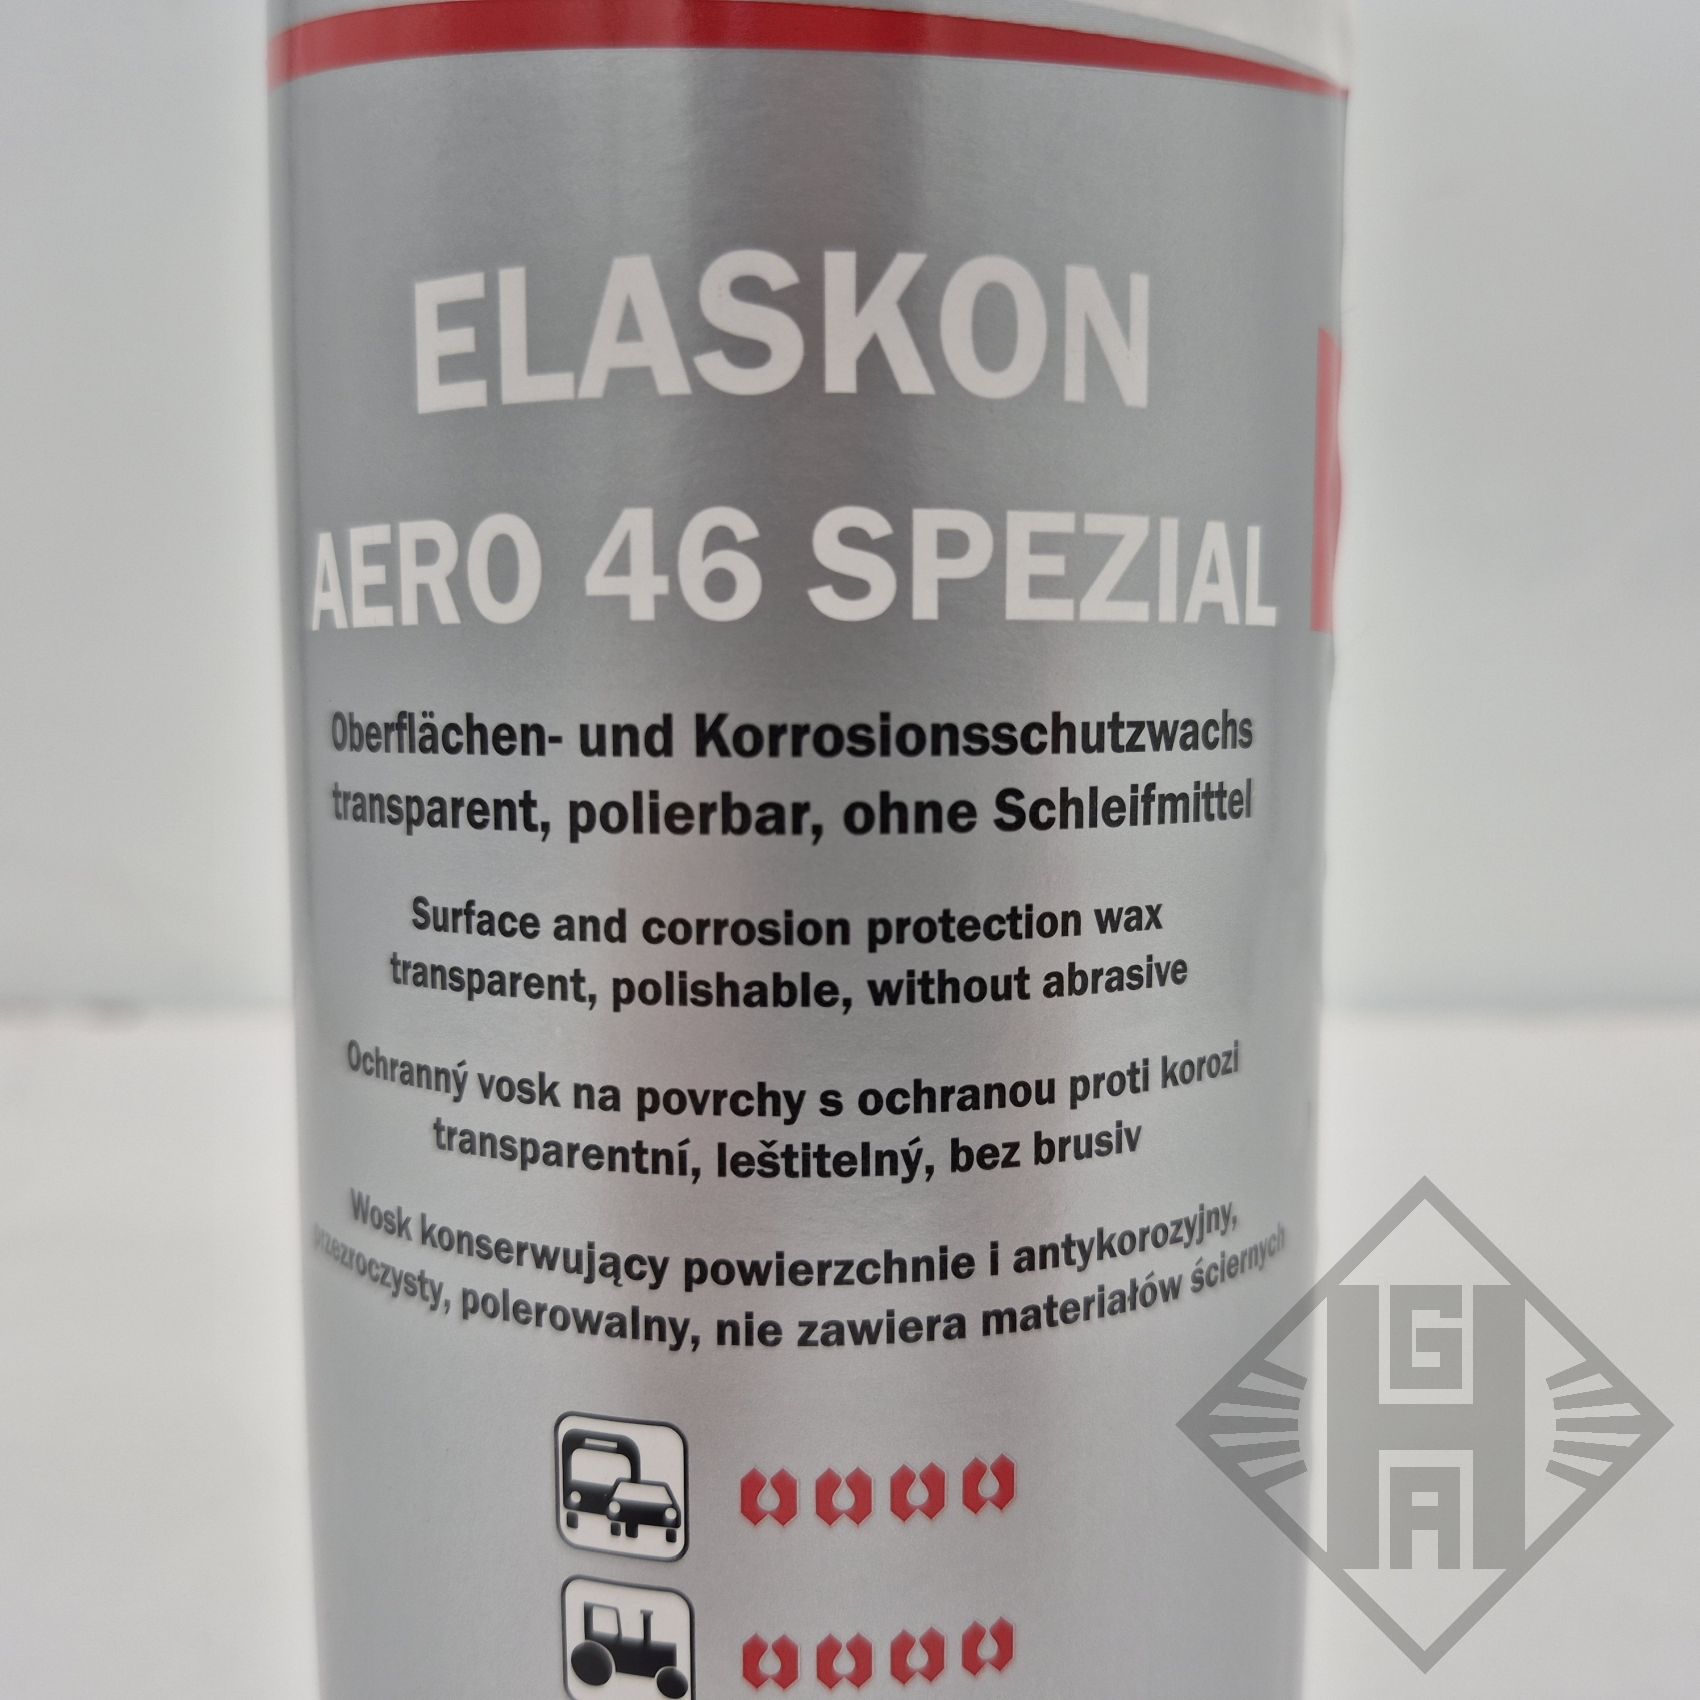 ELASKON
AERO 46 SPEZIAL
Oberflächen- und Korrosionsschutzwachs
transparent, polierbar, ohne Schleifmittel
Surface and corrosion protection wax
transparent, polishable, without abrasive
Ochranný vosk na povrchy s ochranou proti korozi
transparentní, leštitelný, bez brusiv
Wosk konserwujący powierzchnie i antykorozyjny,
przezroczysty, polerowalny, nie zawiera materiałów ściernych
G
H
A